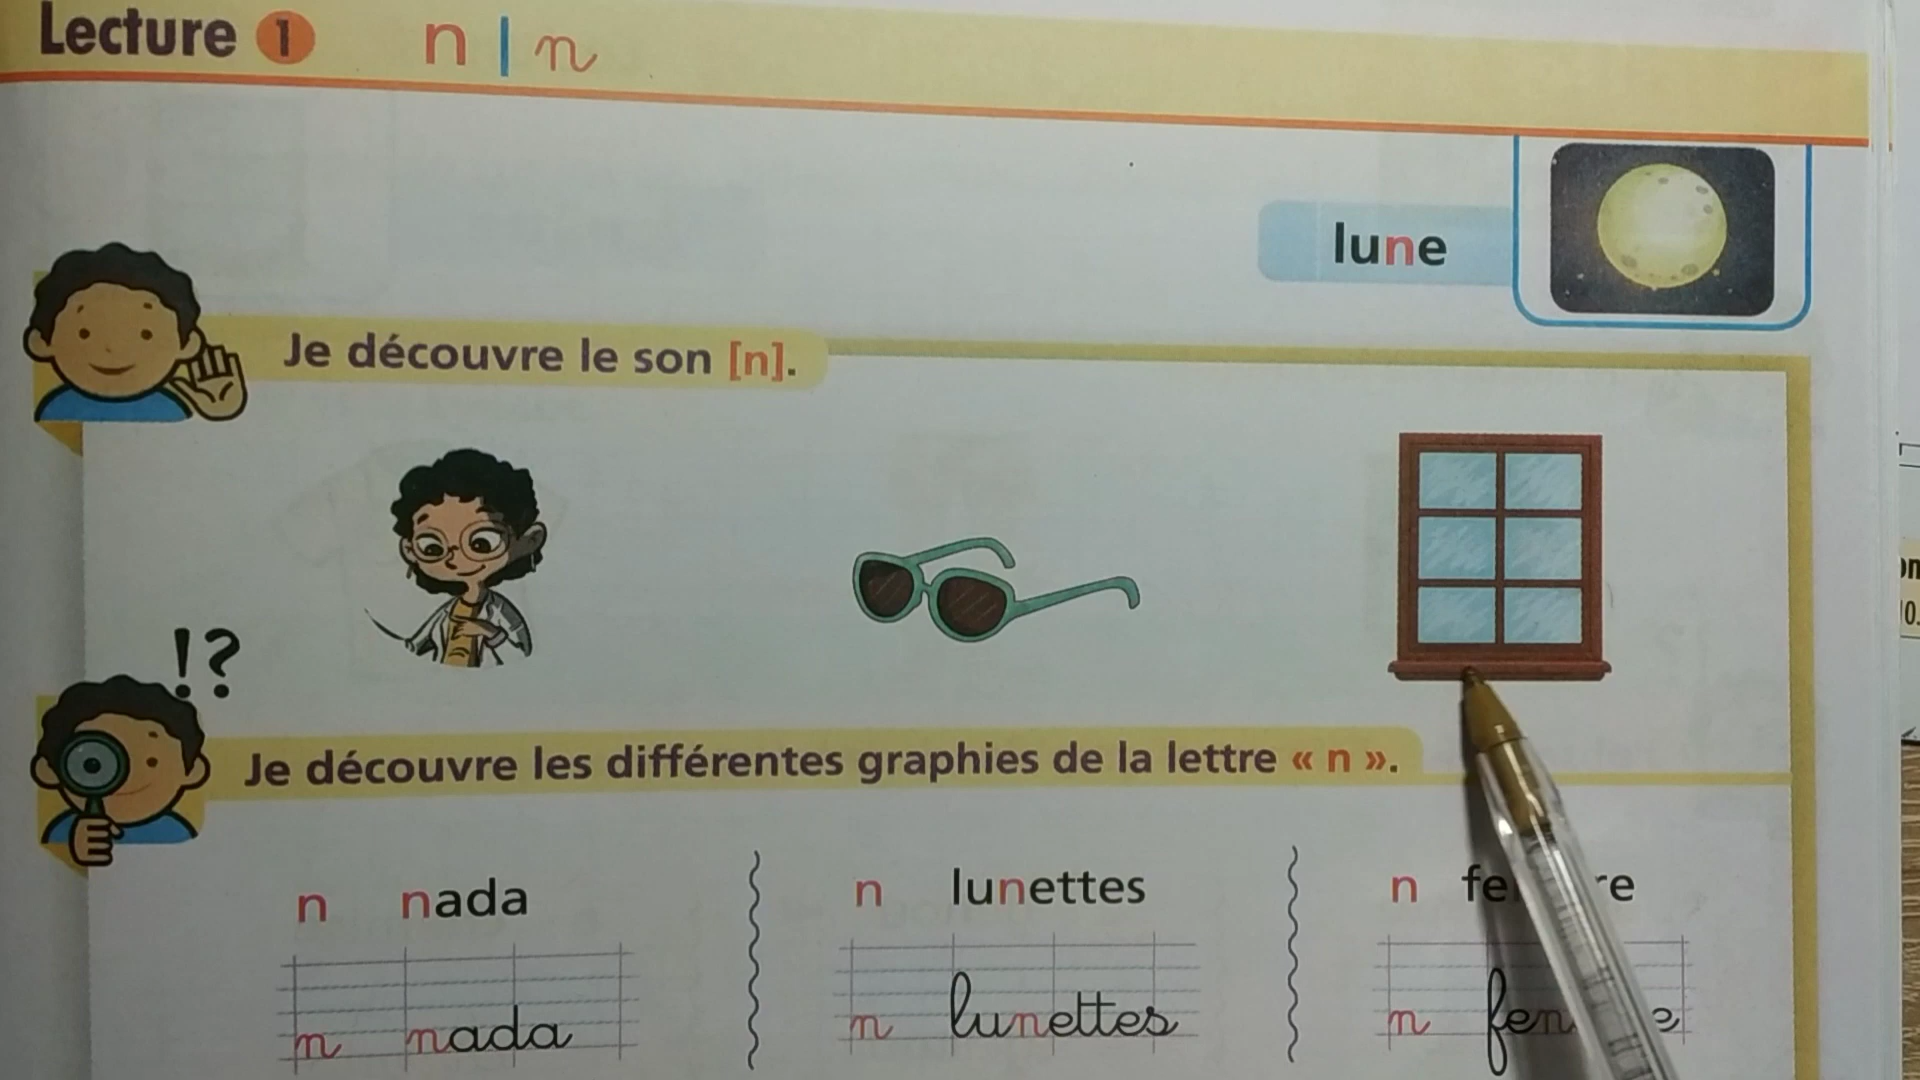 Lecture 1 n | n
lune
Je découvre le son [n].
!?
Je découvre les différentes graphies de la lettre « n ».
n nada n lunettes n
n nada n lunettes n